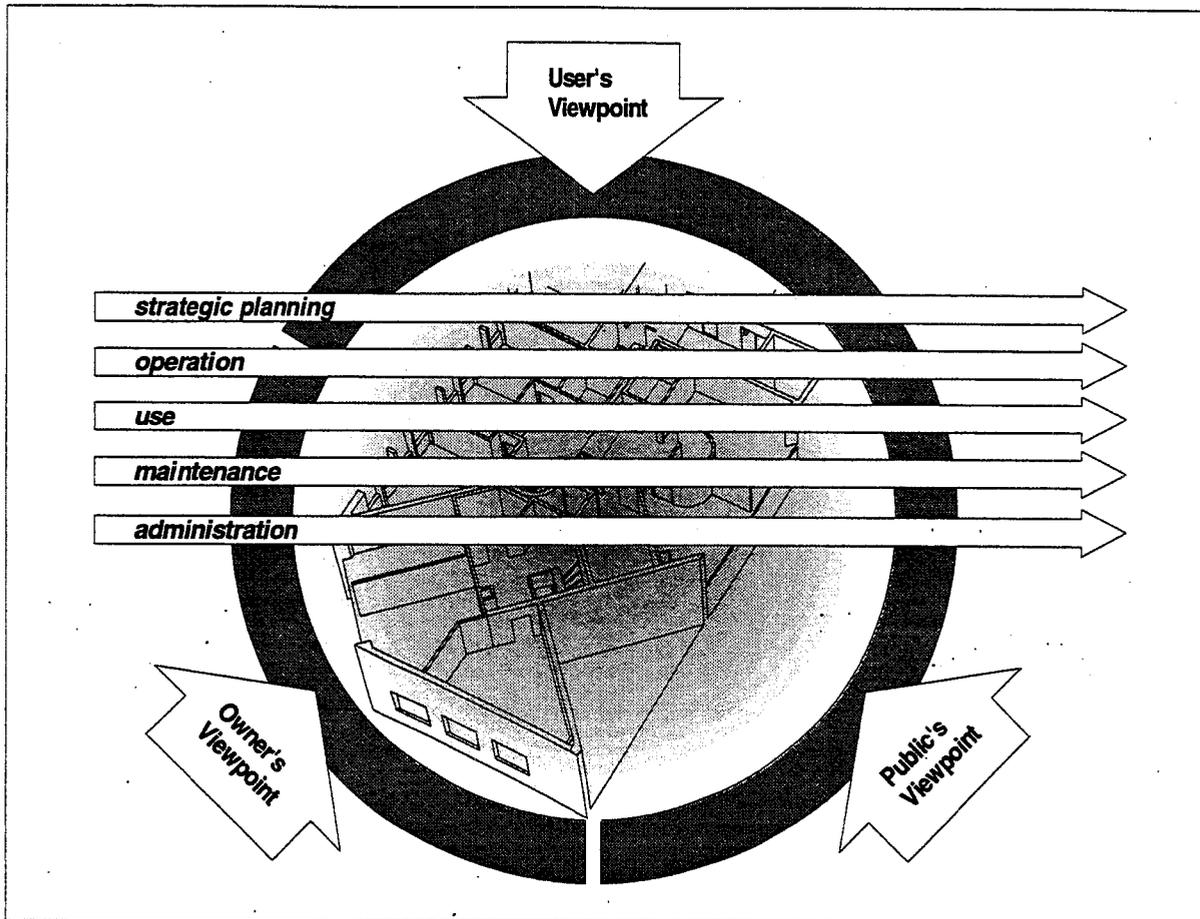 User's
Viewpoint
strategic planning
operation
use
maintenance
administration
Owner's
Viewpoint
Public's
Viewpoint